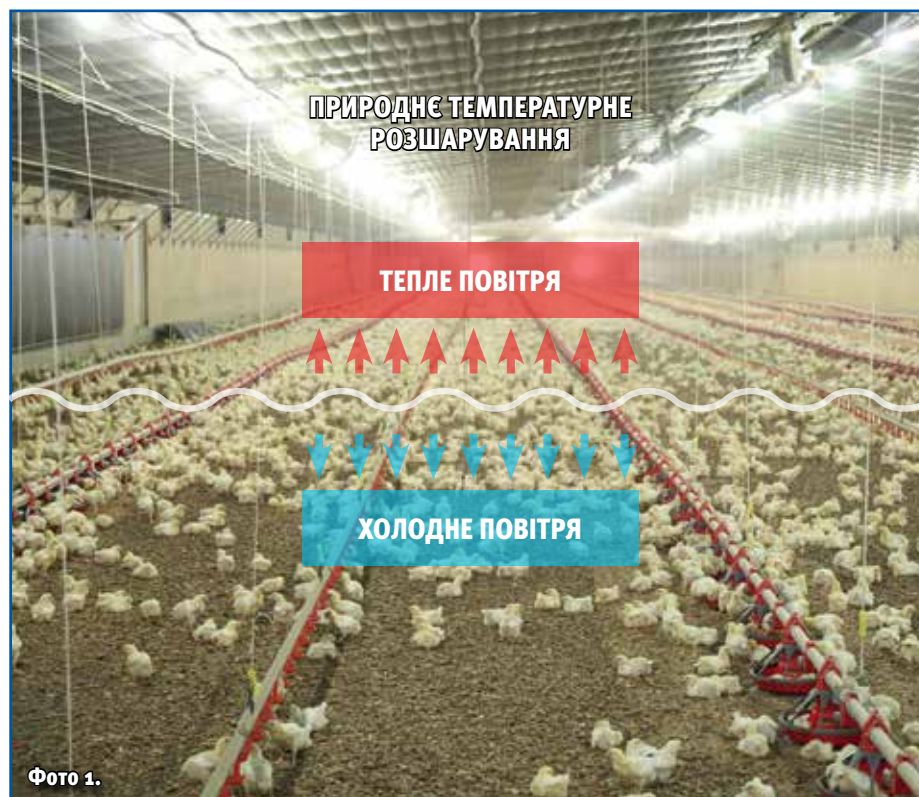 ПРИРОДНЄ ТЕМПЕРАТУРНЕ
РОЗШАРУВАННЯ
ТЕПЛЕ ПОВІТРЯ
ХОЛОДНЕ ПОВІТРЯ
Фото 1.